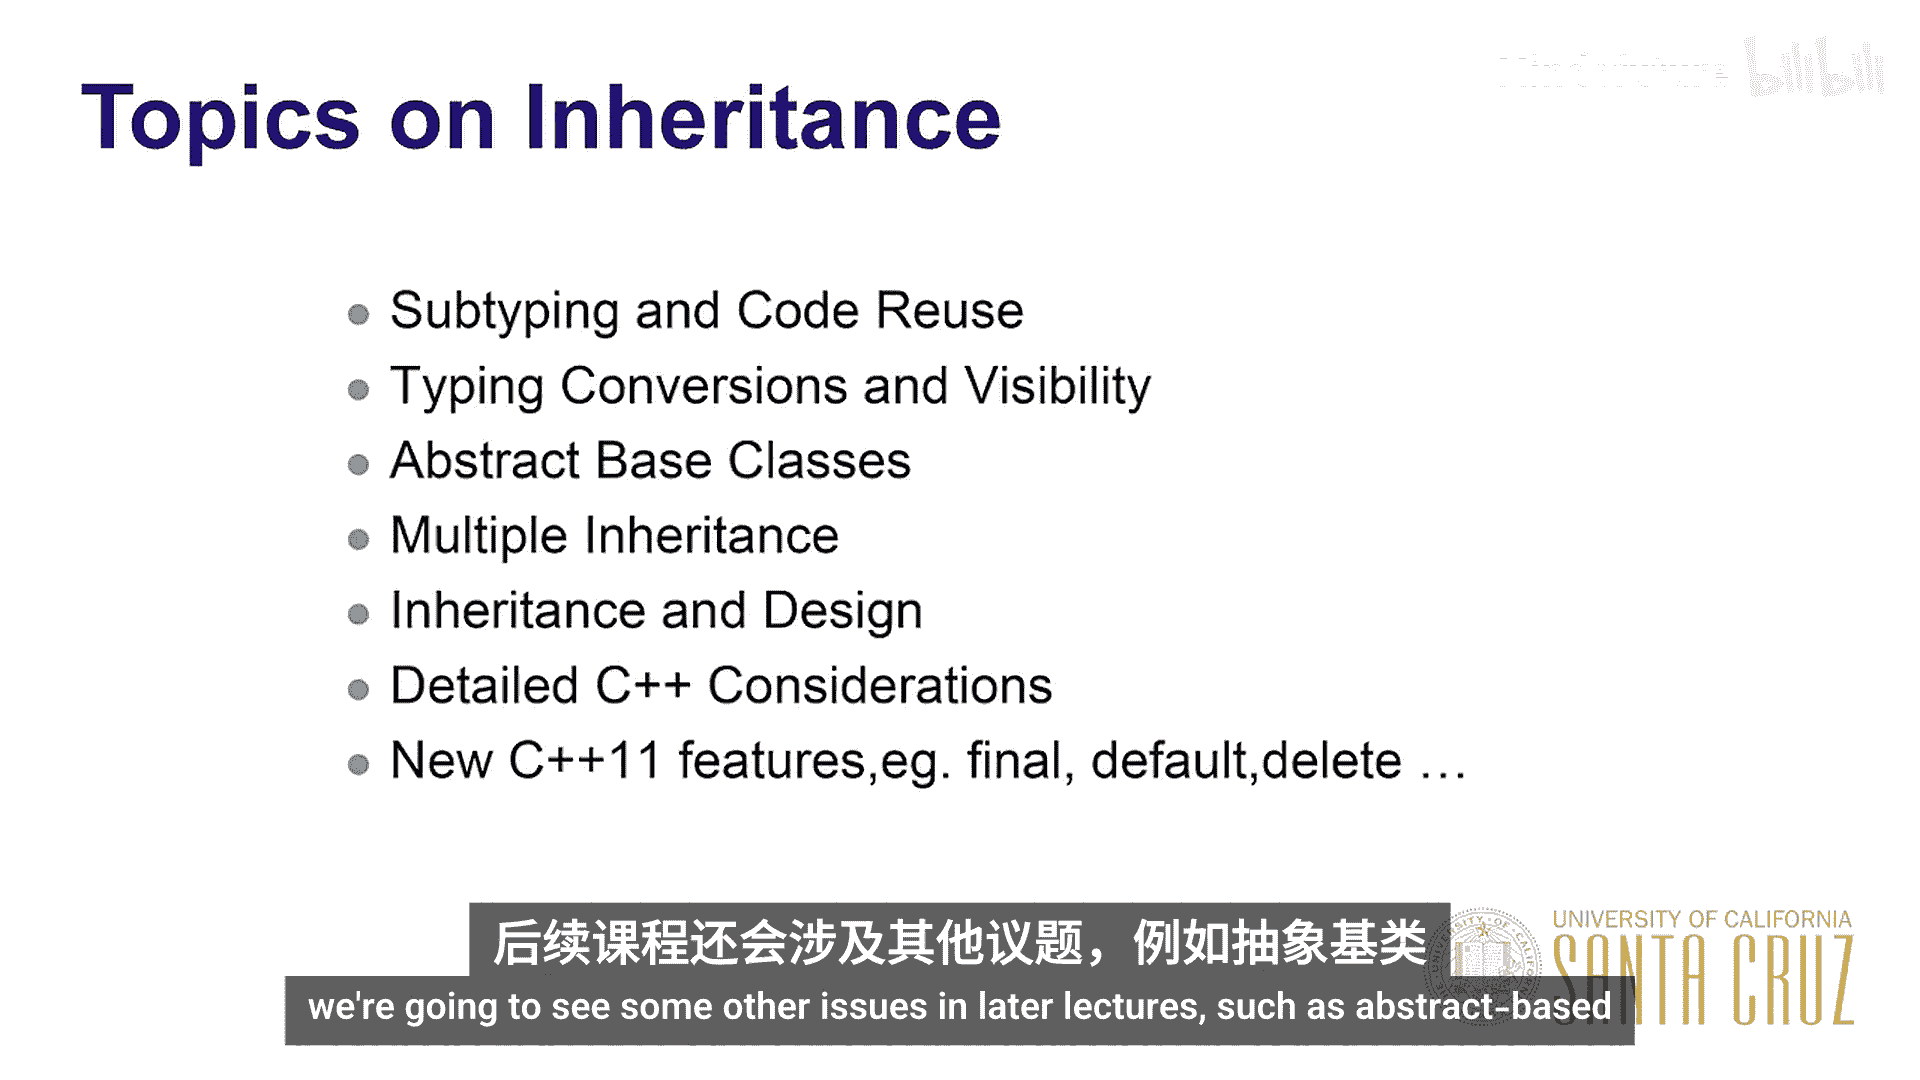 bilibili
Topics on Inheritance
Subtyping and Code Reuse
Typing Conversions and Visibility
Abstract Base Classes
Multiple Inheritance
Inheritance and Design
Detailed C++ Considerations
New C++11 features,eg. final, default,delete …
后续课程还会涉及其他议题，例如抽象基类
we're going to see some other issues in later lectures, such as abstract-based
UNIVERSITY OF CALIFORNIA
SANTA CRUZ